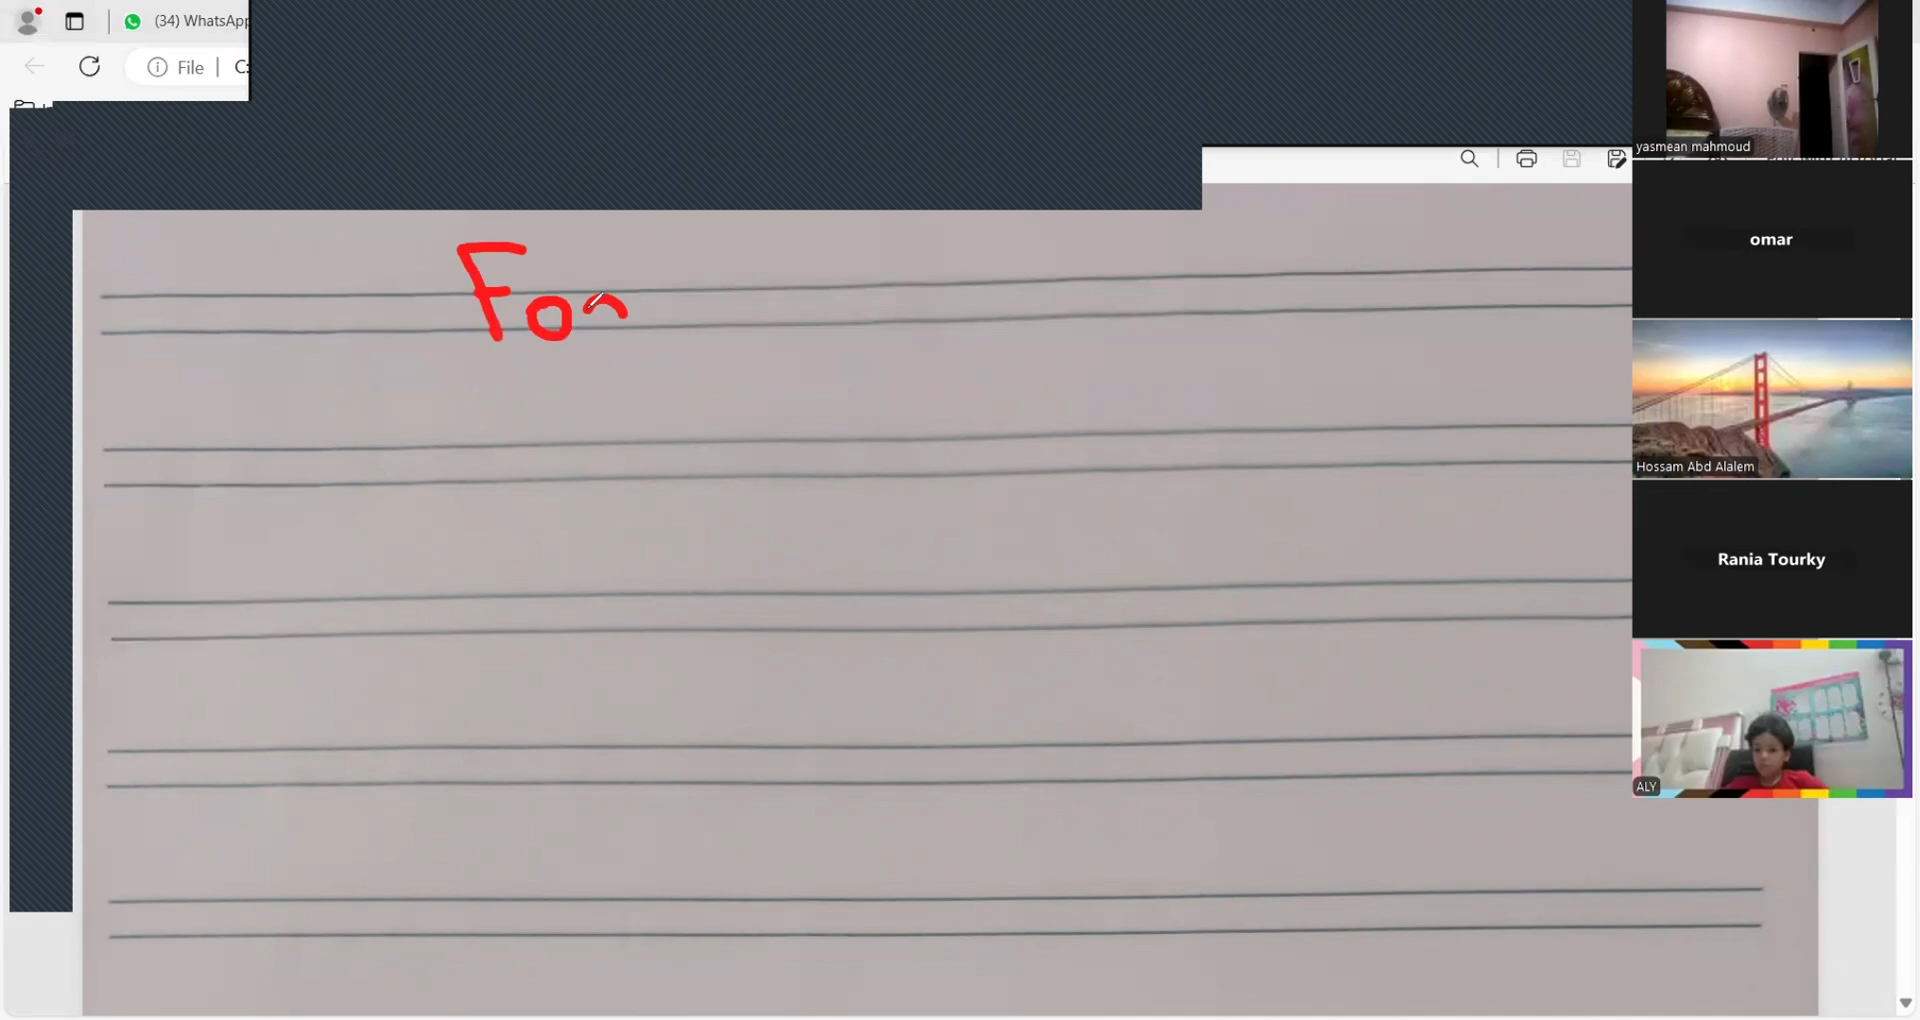 (34) WhatsApp
File
yasmean mahmoud
Fo
omar
Hossam Abd Alalem
Rania Tourky
ALY